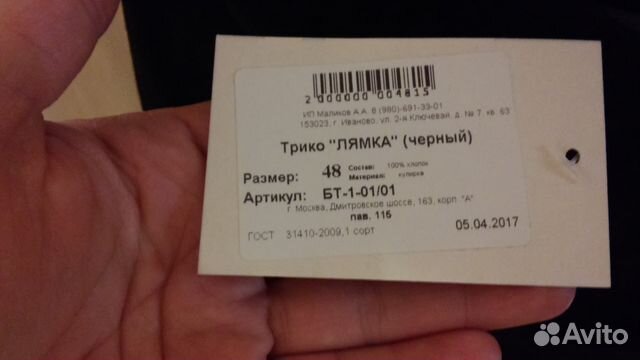 2 000000 004815
ИП Маликов А.А. 8 (980)-691-33-01
153023, г. Иваново. ул. 2-я Ключевая, д. № 7, кв. 63
Трико "ЛЯМКА" (черный)
Размер: 48 Состав: 100% хлопок
Материал: кулирка
Артикул: БТ-1-01/01
г. Москва, Дмитровское шоссе, 163, корп. "А"
пав. 115
ГОСТ 31410-2009,1 сорт 05.04.2017
Avito